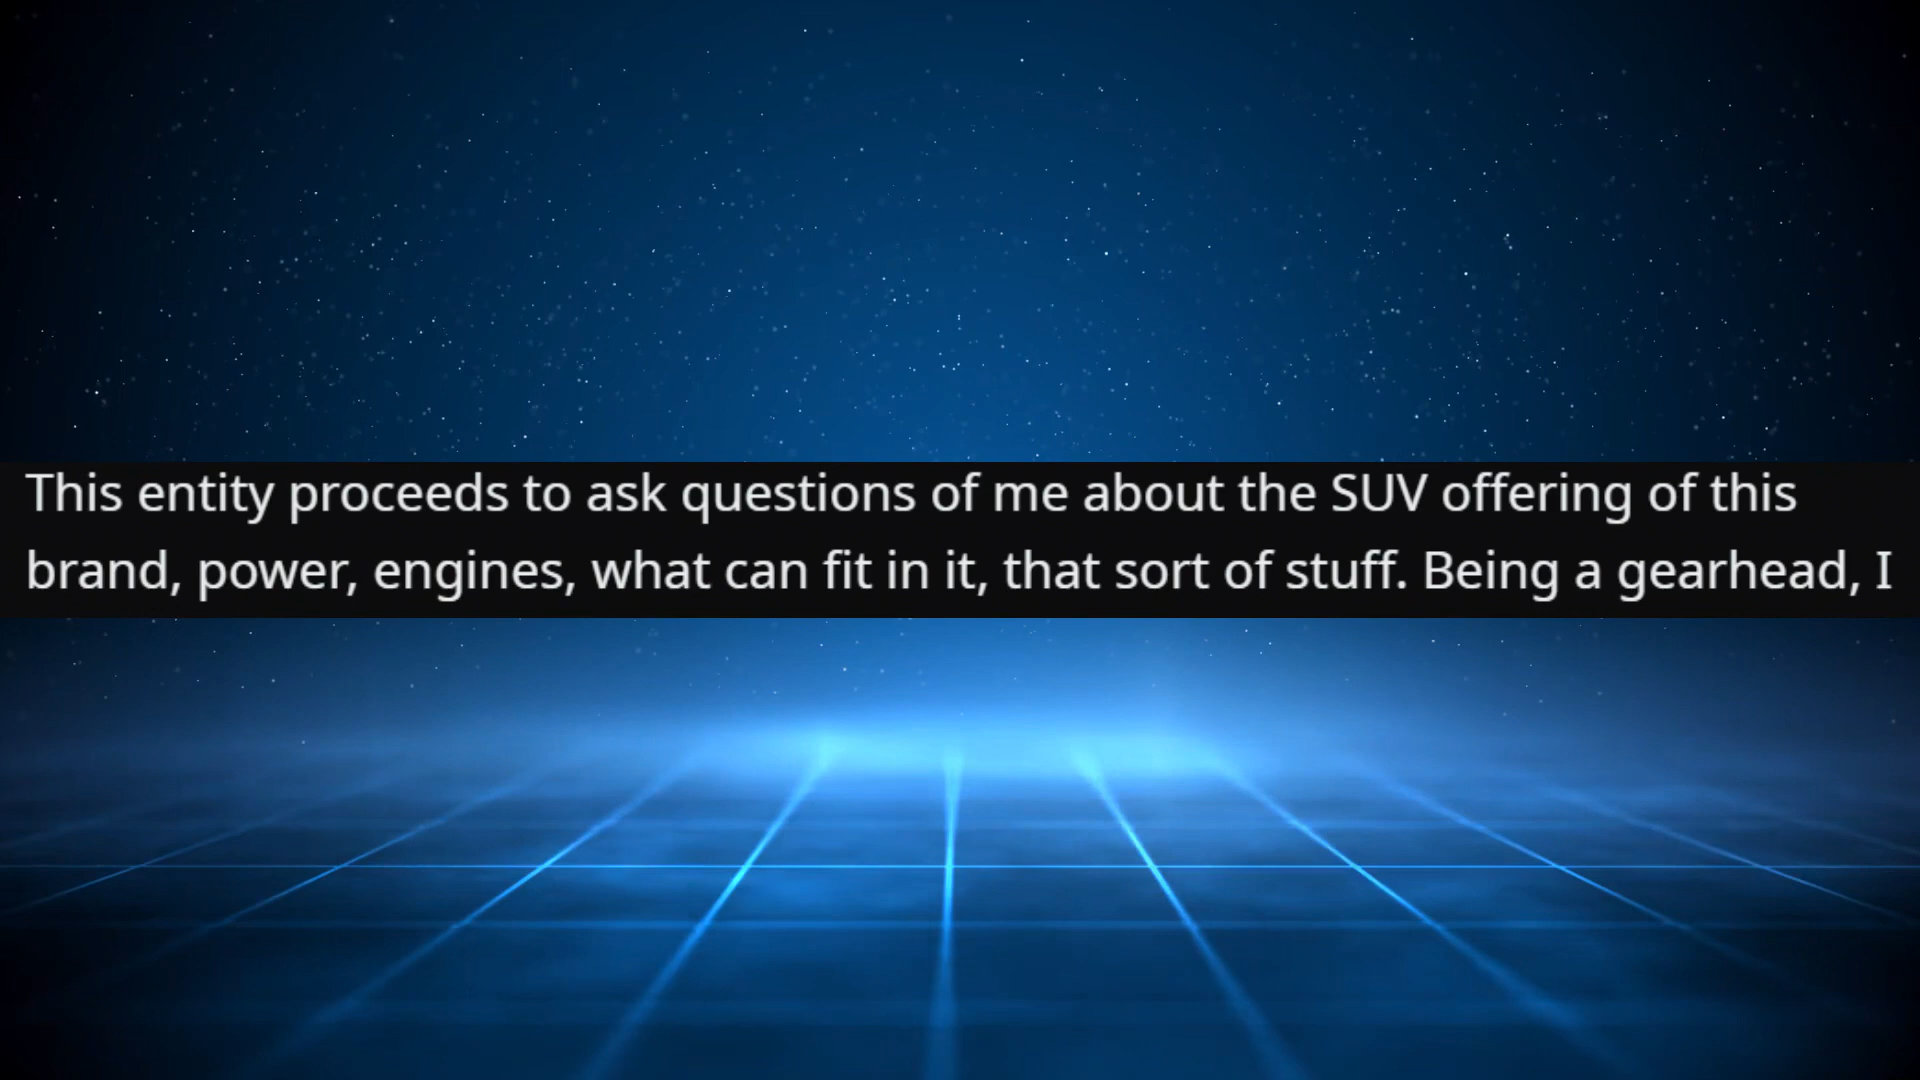 This entity proceeds to ask questions of me about the SUV offering of this
brand, power, engines, what can fit in it, that sort of stuff. Being a gearhead, I